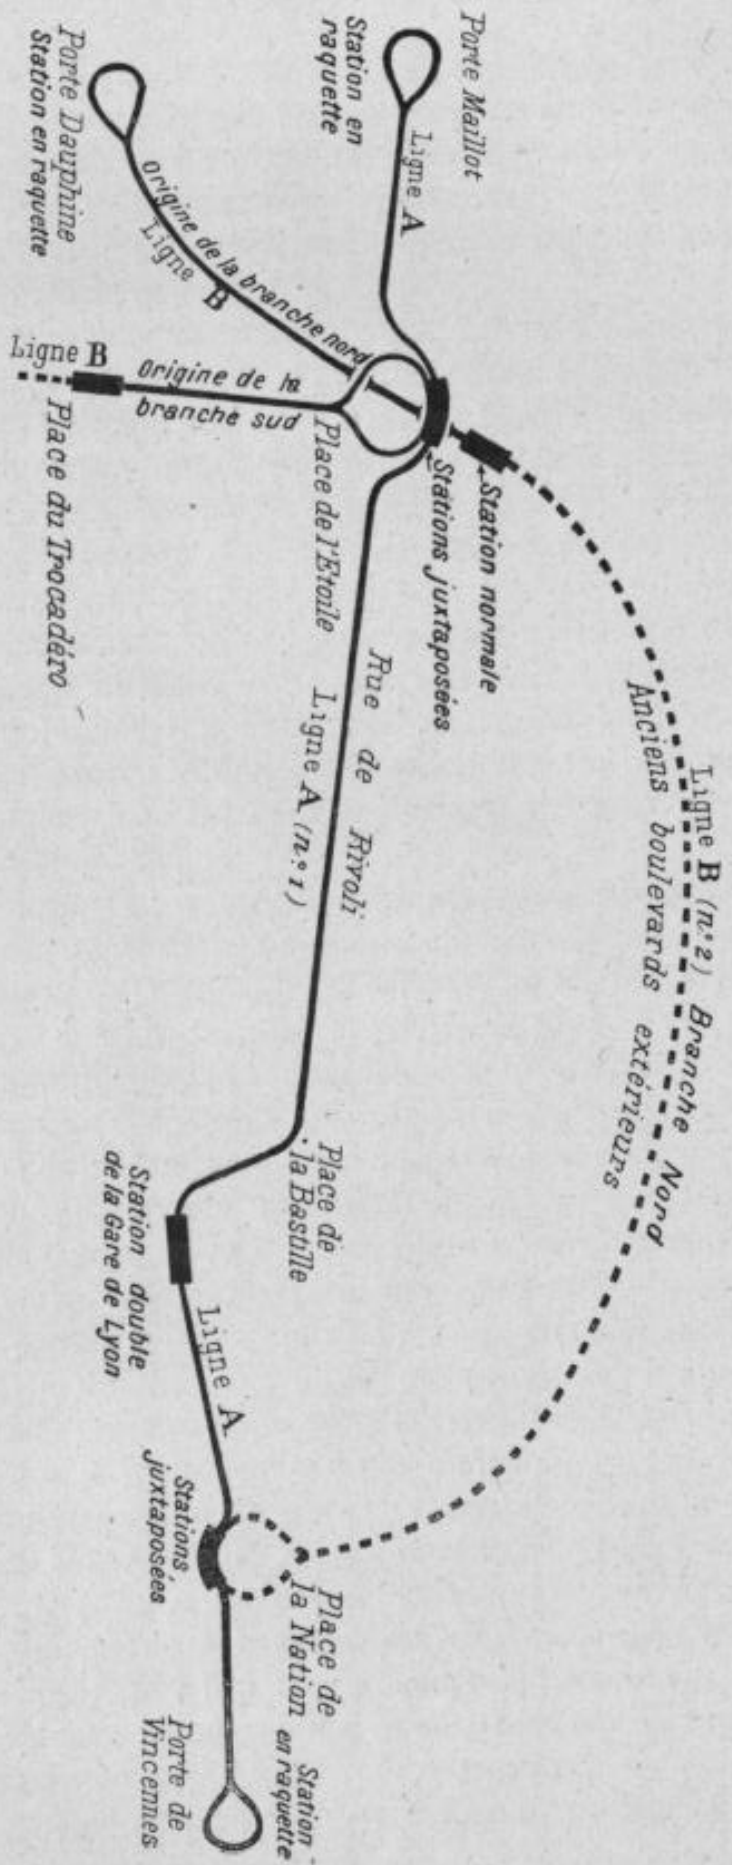 Porte Maillot
Station en
raquette
Ligne A
Porte Dauphine
Station en raquette
Origine de la branche nord
Ligne B
Ligne B
Origine de la
branche sud
Place du Trocadéro
Place de l'Etoile
Stations juxtaposées
Station normale
Rue de Rivoli
Ligne A (n:º 1)
Ligne B (n:º 2) Branche Nord
Anciens boulevards extérieurs
Place de
la Bastille
Station double
de la Gare de Lyon
Ligne A
Stations
juxtaposées
Place de
la Nation
Station
en raquette
Porte de
Vincennes